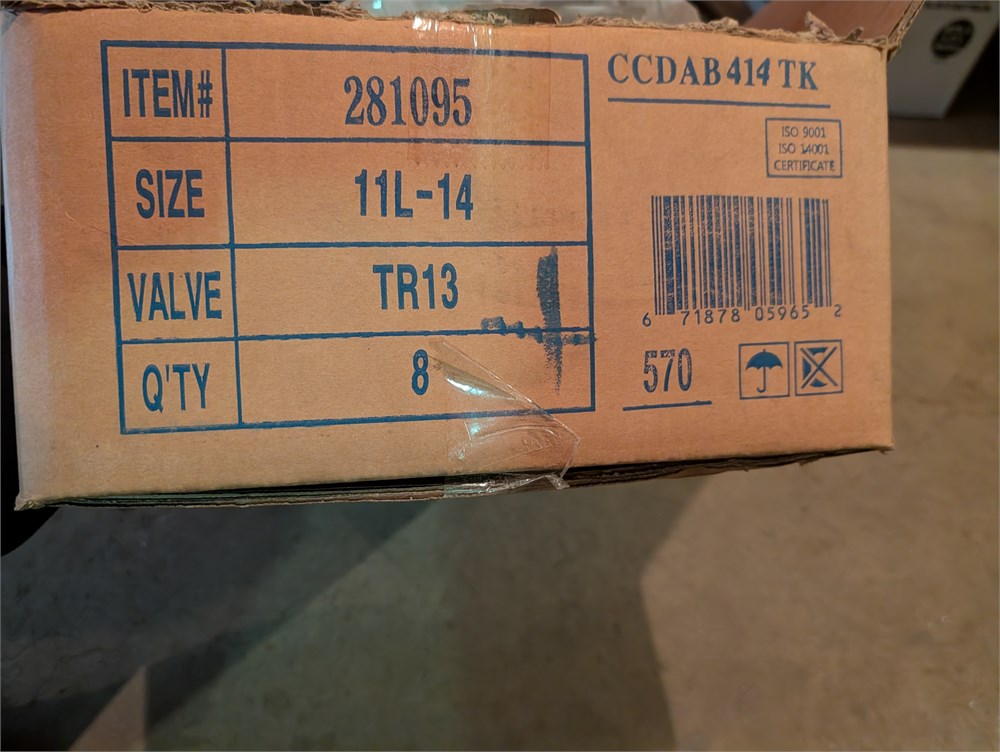 ITEM# 281095
SIZE 11L-14
VALVE TR13
Q'TY 8
CCDAB 414 TK
ISO 9001
ISO 14001
CERTIFICATE
6 71878 05965 2
570